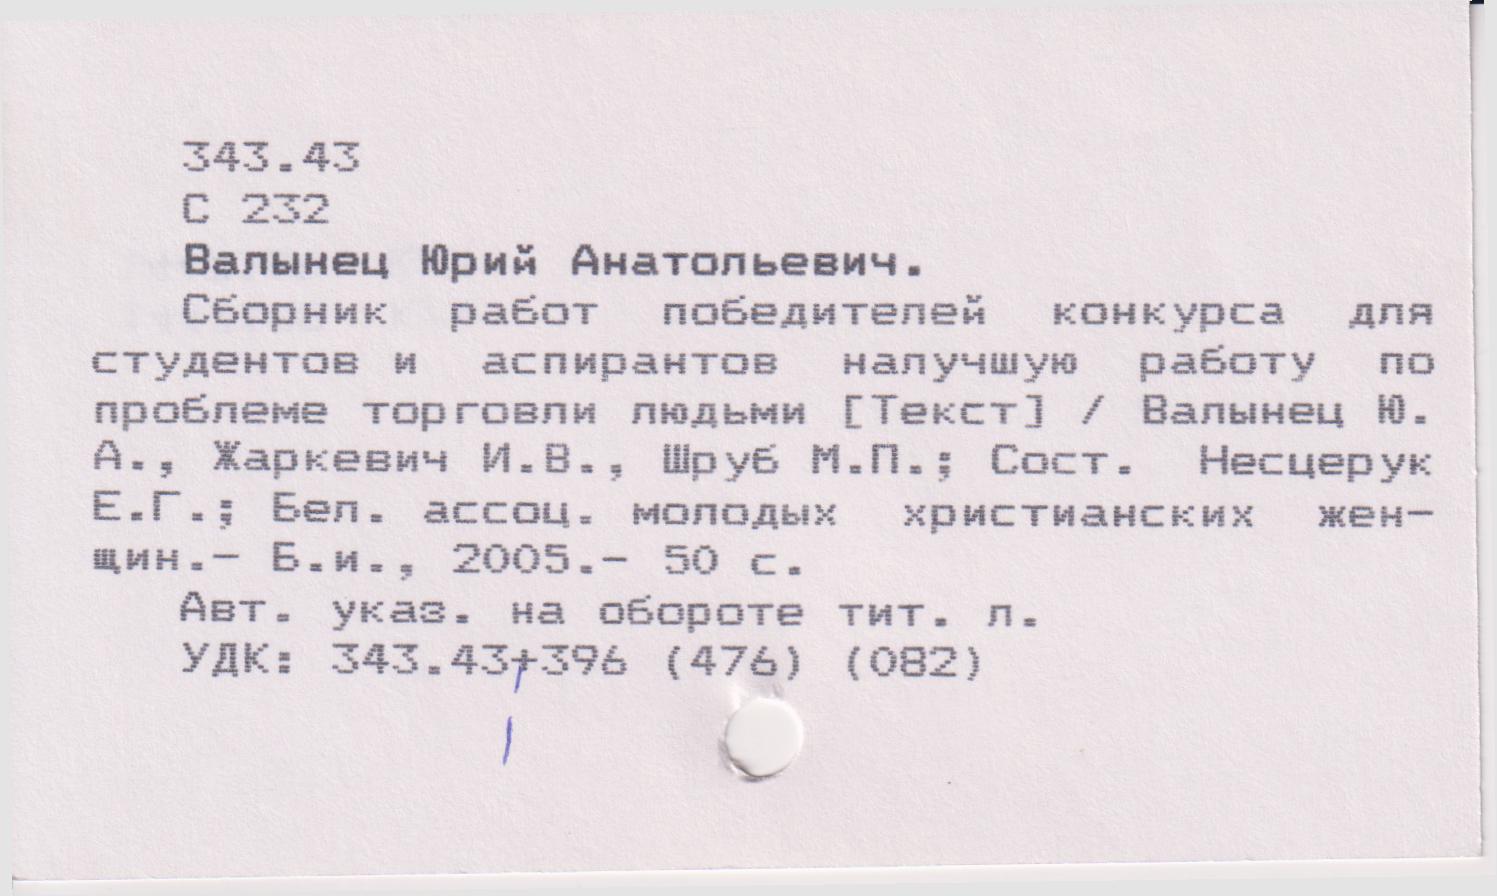 343.43
С 232
Валынец Юрий Анатольевич.
Сборник работ победителей конкурса для
студентов и аспирантов налучшую работу по
проблеме торговли людьми [Текст] / Валынец Ю.
А., Жаркевич И.В., Шруб М.П.; Сост. Несцерук
Е.Г.; Бел. ассоц. молодых христианских жен-
щин.- Б.и., 2005.- 50 с.
Авт. указ. на обороте тит. л.
УДК: 343.43+396 (476) (082)